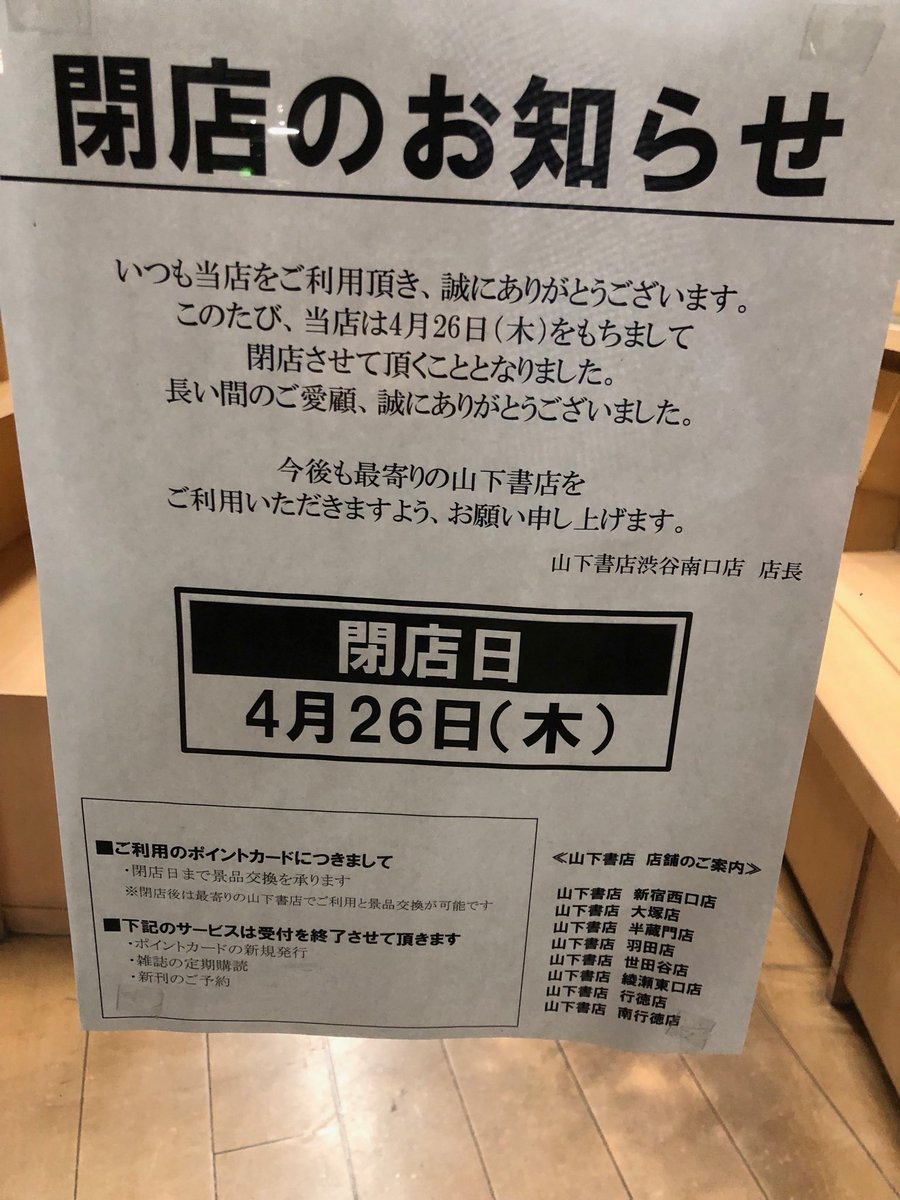 閉店のお知らせ
いつも当店をご利用頂き、誠にありがとうございます。
このたび、当店は4月26日(木)をもちまして
閉店させて頂くこととなりました。
長い間のご愛顧、誠にありがとうございました。
今後も最寄りの山下書店を
ご利用いただきますよう、お願い申し上げます。
山下書店渋谷南口店 店長
閉店日
4月26日(木)
■ご利用のポイントカードにつきまして
・閉店日まで景品交換を承ります
※閉店後は最寄りの山下書店でご利用と景品交換が可能です
■下記のサービスは受付を終了させて頂きます
・ポイントカードの新規発行
・雑誌の定期購読
・新刊のご予約
≪山下書店 店舗のご案内≫
山下書店 新宿西口店
山下書店 大塚店
山下書店 半蔵門店
山下書店 羽田店
山下書店 世田谷店
山下書店 綾瀬東口店
山下書店 行徳店
山下書店 南行徳店